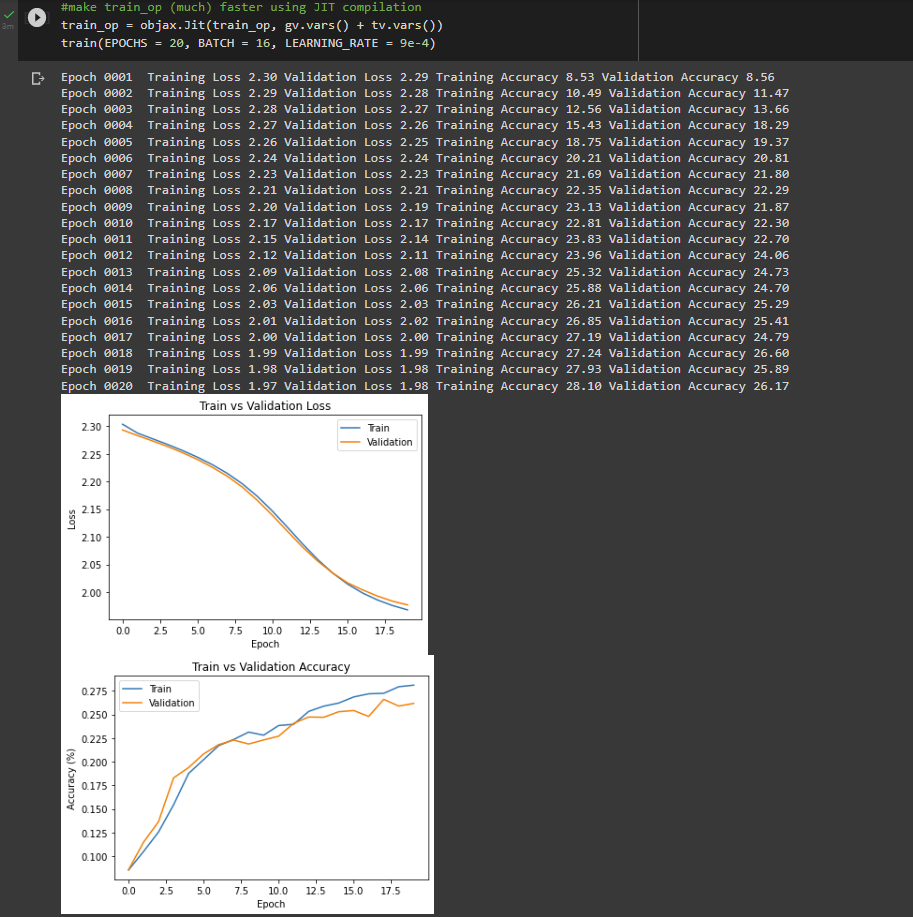 #make train_op (much) faster using JIT compilation
3m
train_op = objax.Jit(train_op, gv.vars() + tv.vars())
train(EPOCHS = 20, BATCH = 16, LEARNING_RATE = 9e-4)
Epoch 0001  Training Loss 2.30 Validation Loss 2.29 Training Accuracy 8.53 Validation Accuracy 8.56
Epoch 0002  Training Loss 2.29 Validation Loss 2.28 Training Accuracy 10.49 Validation Accuracy 11.47
Epoch 0003  Training Loss 2.28 Validation Loss 2.27 Training Accuracy 12.56 Validation Accuracy 13.66
Epoch 0004  Training Loss 2.27 Validation Loss 2.26 Training Accuracy 15.43 Validation Accuracy 18.29
Epoch 0005  Training Loss 2.26 Validation Loss 2.25 Training Accuracy 18.75 Validation Accuracy 19.37
Epoch 0006  Training Loss 2.24 Validation Loss 2.24 Training Accuracy 20.21 Validation Accuracy 20.81
Epoch 0007  Training Loss 2.23 Validation Loss 2.23 Training Accuracy 21.69 Validation Accuracy 21.80
Epoch 0008  Training Loss 2.21 Validation Loss 2.21 Training Accuracy 22.35 Validation Accuracy 22.29
Epoch 0009  Training Loss 2.20 Validation Loss 2.19 Training Accuracy 23.13 Validation Accuracy 21.87
Epoch 0010  Training Loss 2.17 Validation Loss 2.17 Training Accuracy 22.81 Validation Accuracy 22.30
Epoch 0011  Training Loss 2.15 Validation Loss 2.14 Training Accuracy 23.83 Validation Accuracy 22.70
Epoch 0012  Training Loss 2.12 Validation Loss 2.11 Training Accuracy 23.96 Validation Accuracy 24.06
Epoch 0013  Training Loss 2.09 Validation Loss 2.08 Training Accuracy 25.32 Validation Accuracy 24.73
Epoch 0014  Training Loss 2.06 Validation Loss 2.06 Training Accuracy 25.88 Validation Accuracy 24.70
Epoch 0015  Training Loss 2.03 Validation Loss 2.03 Training Accuracy 26.21 Validation Accuracy 25.29
Epoch 0016  Training Loss 2.01 Validation Loss 2.02 Training Accuracy 26.85 Validation Accuracy 25.41
Epoch 0017  Training Loss 2.00 Validation Loss 2.00 Training Accuracy 27.19 Validation Accuracy 24.79
Epoch 0018  Training Loss 1.99 Validation Loss 1.99 Training Accuracy 27.24 Validation Accuracy 26.60
Epoch 0019  Training Loss 1.98 Validation Loss 1.98 Training Accuracy 27.93 Validation Accuracy 25.89
Epoch 0020  Training Loss 1.97 Validation Loss 1.98 Training Accuracy 28.10 Validation Accuracy 26.17
Train vs Validation Loss
Train
Validation
2.30
2.25
2.20
2.15
2.10
2.05
2.00
Loss
0.0 2.5 5.0 7.5 10.0 12.5 15.0 17.5
Epoch
Train vs Validation Accuracy
Train
Validation
0.275
0.250
0.225
0.200
0.175
0.150
0.125
0.100
Accuracy (%)
0.0 2.5 5.0 7.5 10.0 12.5 15.0 17.5
Epoch